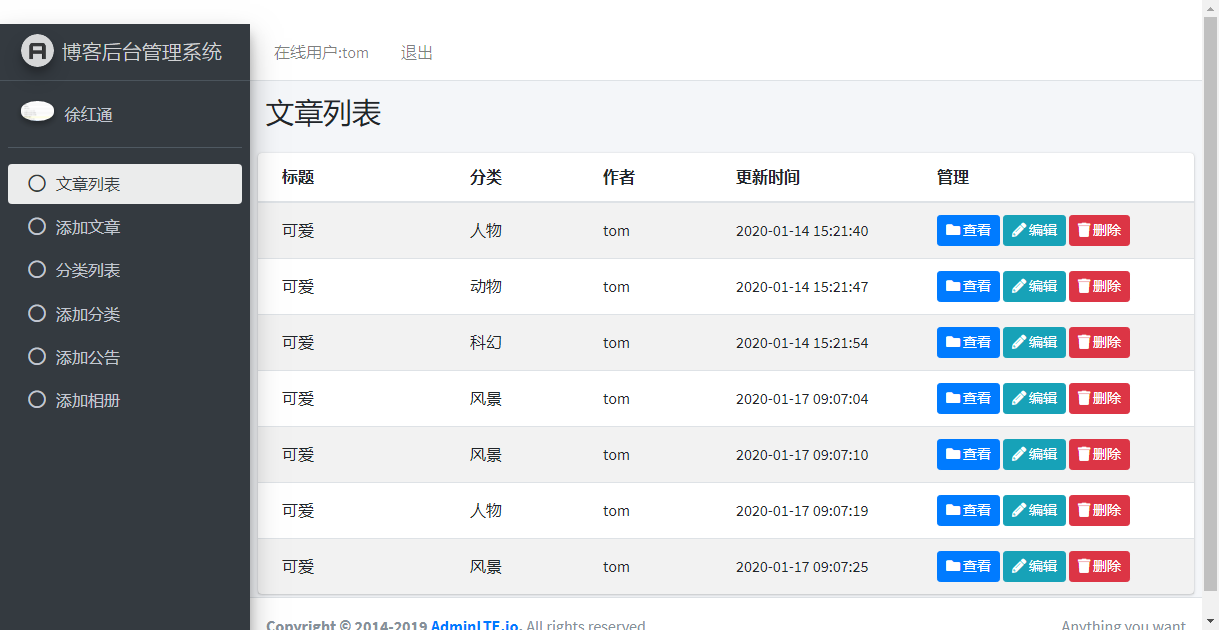 博客后台管理系统
在线用户:tom 退出
徐红通
文章列表
添加文章
分类列表
添加分类
添加公告
添加相册
文章列表
标题 分类 作者 更新时间 管理
可爱 人物 tom 2020-01-14 15:21:40 查看 编辑 删除
可爱 动物 tom 2020-01-14 15:21:47 查看 编辑 删除
可爱 科幻 tom 2020-01-14 15:21:54 查看 编辑 删除
可爱 风景 tom 2020-01-17 09:07:04 查看 编辑 删除
可爱 风景 tom 2020-01-17 09:07:10 查看 编辑 删除
可爱 人物 tom 2020-01-17 09:07:19 查看 编辑 删除
可爱 风景 tom 2020-01-17 09:07:25 查看 编辑 删除
Copyright © 2014-2019 AdminLTE.io. All rights reserved. Anything you want